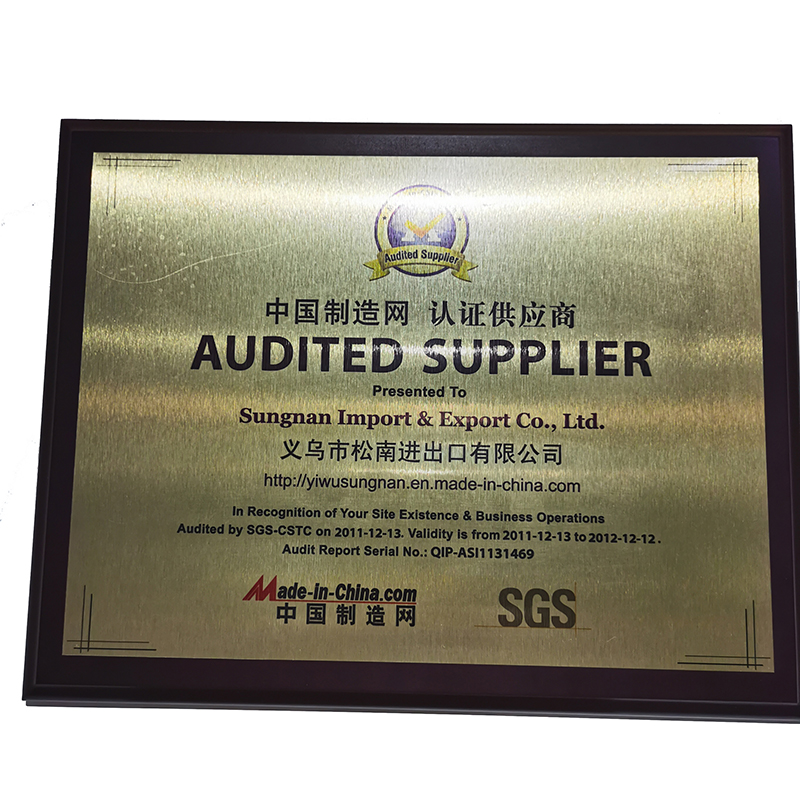 Audited Supplier
中国制造网 认证供应商
AUDITED SUPPLIER
Presented To
Sungnan Import & Export Co., Ltd.
义乌市松南进出口有限公司
http://yiwusungnan.en.made-in-china.com
In Recognition of Your Site Existence & Business Operations
Audited by SGS-CSTC on 2011-12-13. Validity is from 2011-12-13 to 2012-12-12.
Audit Report Serial No.: QIP-ASI1131469
Made-in-China.com
中国制造网
SGS